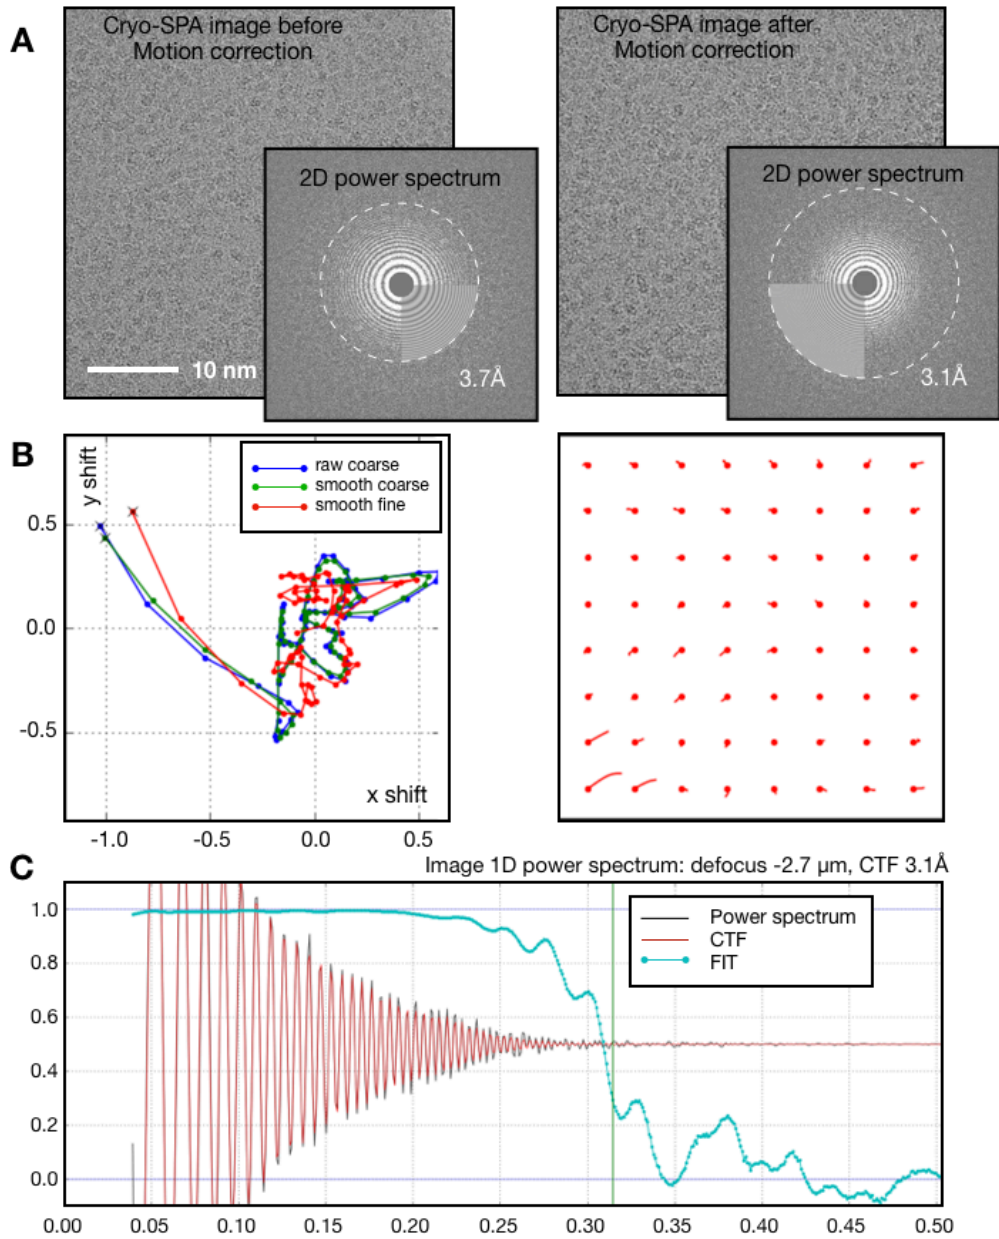 A
Cryo-SPA image before
Motion correction
2D power spectrum
3.7Å
10 nm
Cryo-SPA image after
Motion correction
2D power spectrum
3.1Å
B
y shift
raw coarse
smooth coarse
smooth fine
0.5
0.0
-0.5
x shift
-1.0 -0.5 0.0 0.5
C
Image 1D power spectrum: defocus -2.7 µm, CTF 3.1Å
Power spectrum
CTF
FIT
1.0
0.8
0.6
0.4
0.2
0.0
0.00 0.05 0.10 0.15 0.20 0.25 0.30 0.35 0.40 0.45 0.50